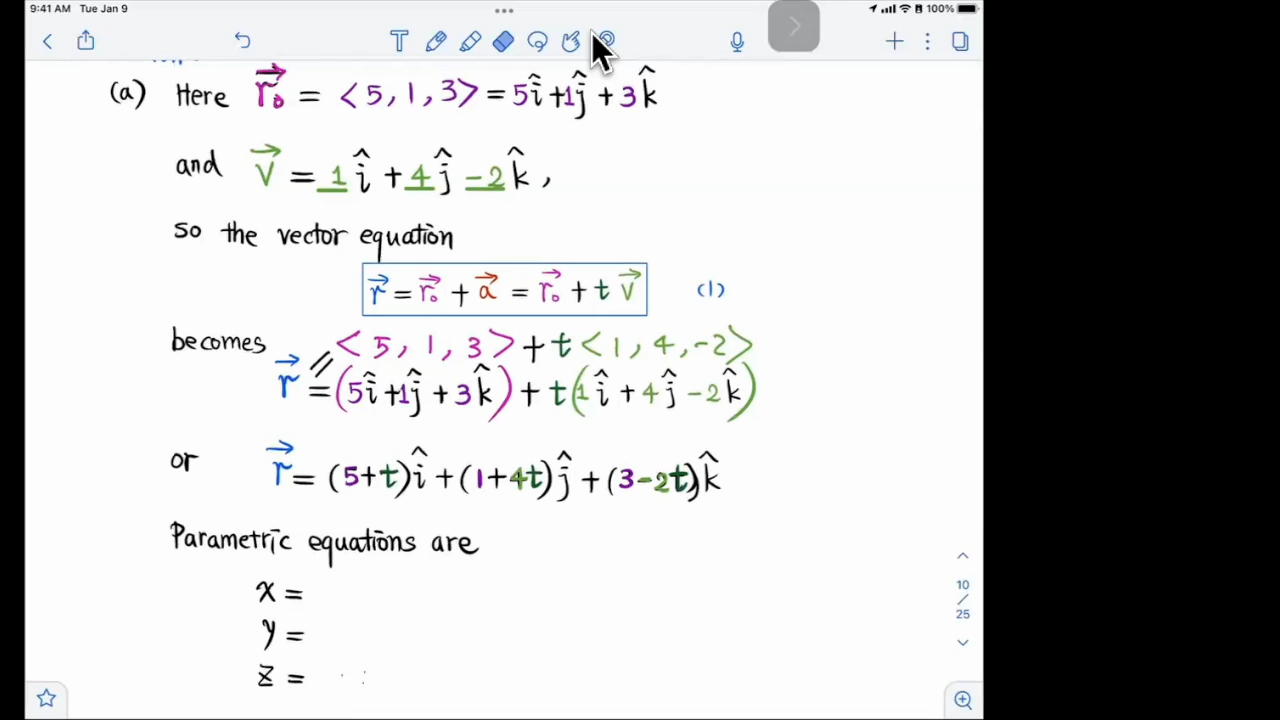 9:41 AM Tue Jan 9
100%
(a) Here r⃗₀ = <5, 1, 3> = 5î + 1ĵ + 3k̂
and v⃗ = 1î + 4ĵ - 2k̂,
so the vector equation
r⃗ = r⃗₀ + a⃗ = r⃗₀ + t v⃗ (1)
becomes <5, 1, 3> + t <1, 4, -2>
r⃗ = (5î + 1ĵ + 3k̂) + t(1î + 4ĵ - 2k̂)
or r⃗ = (5+t)î + (1+4t)ĵ + (3-2t)k̂
Parametric equations are
x =
y =
z =
10
/
25